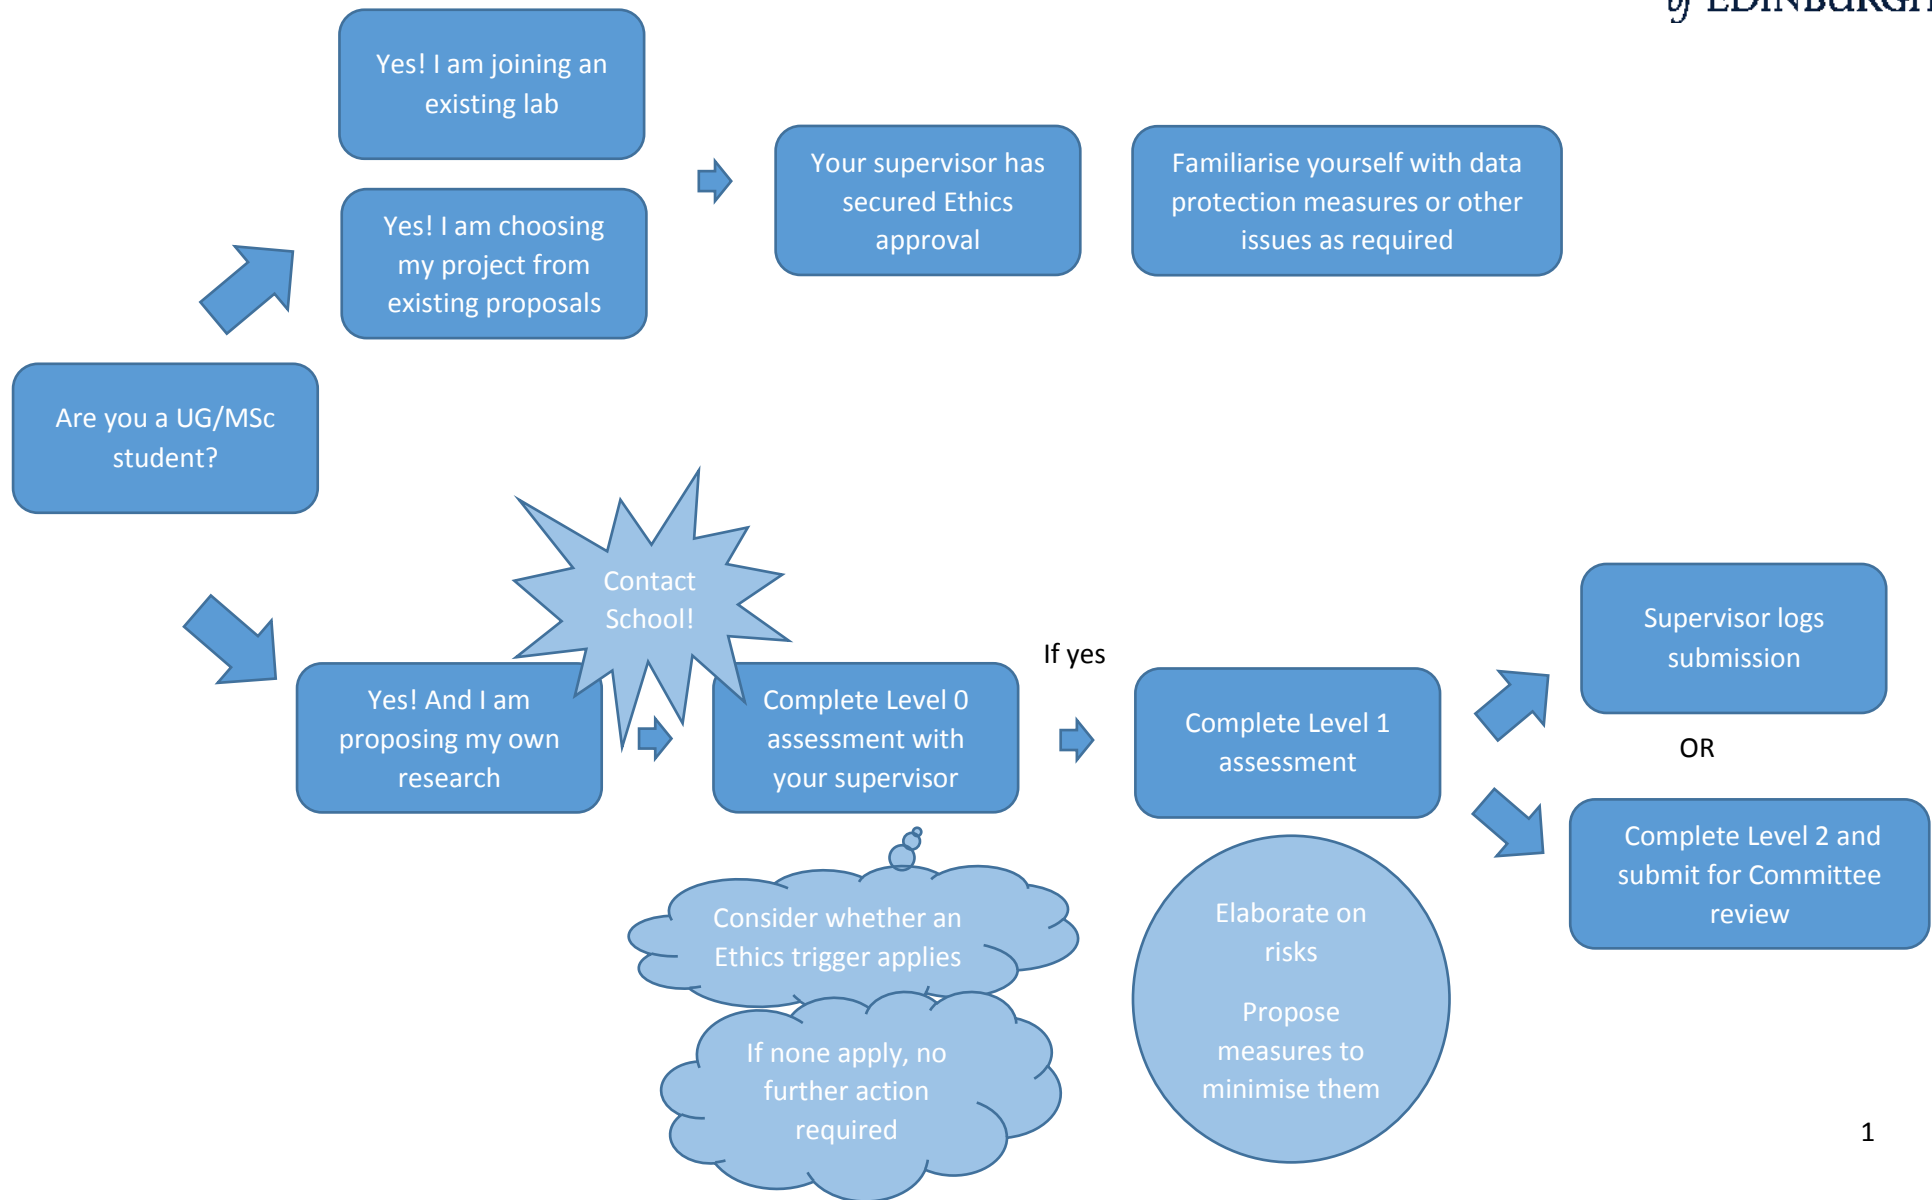 of EDINBURGH
Yes! I am joining an
existing lab
Yes! I am choosing
my project from
existing proposals
Your supervisor has
secured Ethics
approval
Familiarise yourself with data
protection measures or other
issues as required
Are you a UG/MSc
student?
Contact
School!
Yes! And I am
proposing my own
research
Complete Level 0
assessment with
your supervisor
If yes
Complete Level 1
assessment
Supervisor logs
submission
OR
Complete Level 2 and
submit for Committee
review
Consider whether an
Ethics trigger applies
If none apply, no
further action
required
Elaborate on
risks
Propose
measures to
minimise them
1